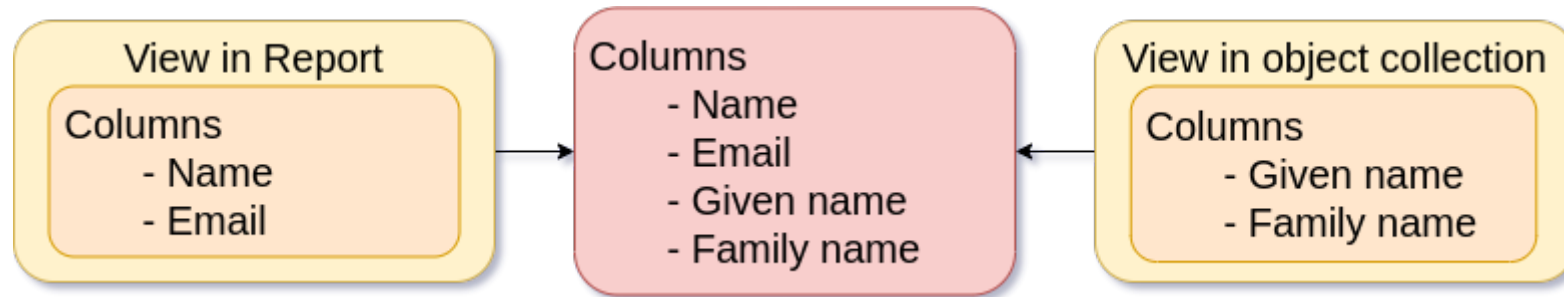 View in Report
Columns
- Name
- Email
Columns
- Name
- Email
- Given name
- Family name
View in object collection
Columns
- Given name
- Family name